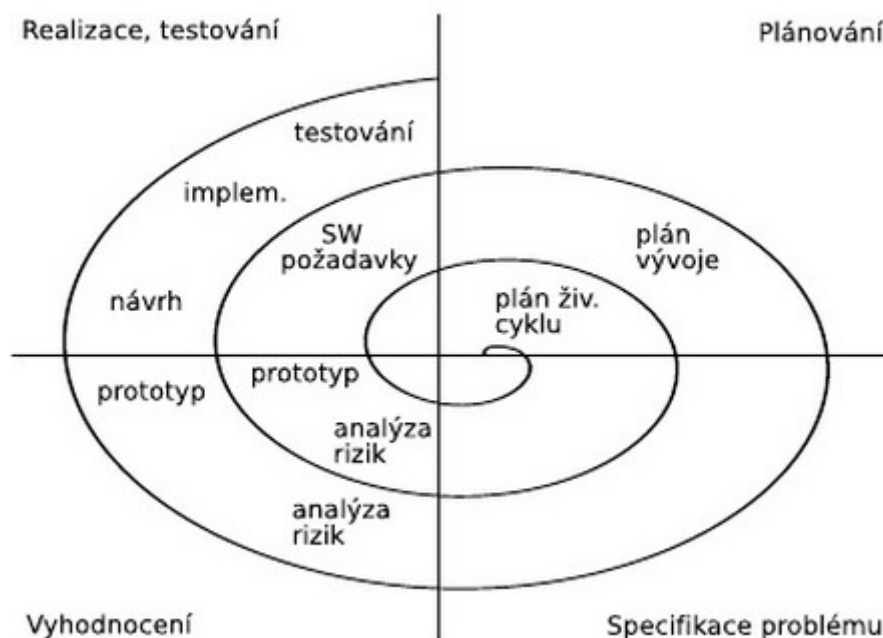 Realizace, testování
Plánování
testování
implem.
SW
požadavky
plán
vývoje
návrh
plán živ.
cyklu
prototyp
prototyp
analýza
rizik
analýza
rizik
Vyhodnocení
Specifikace problému